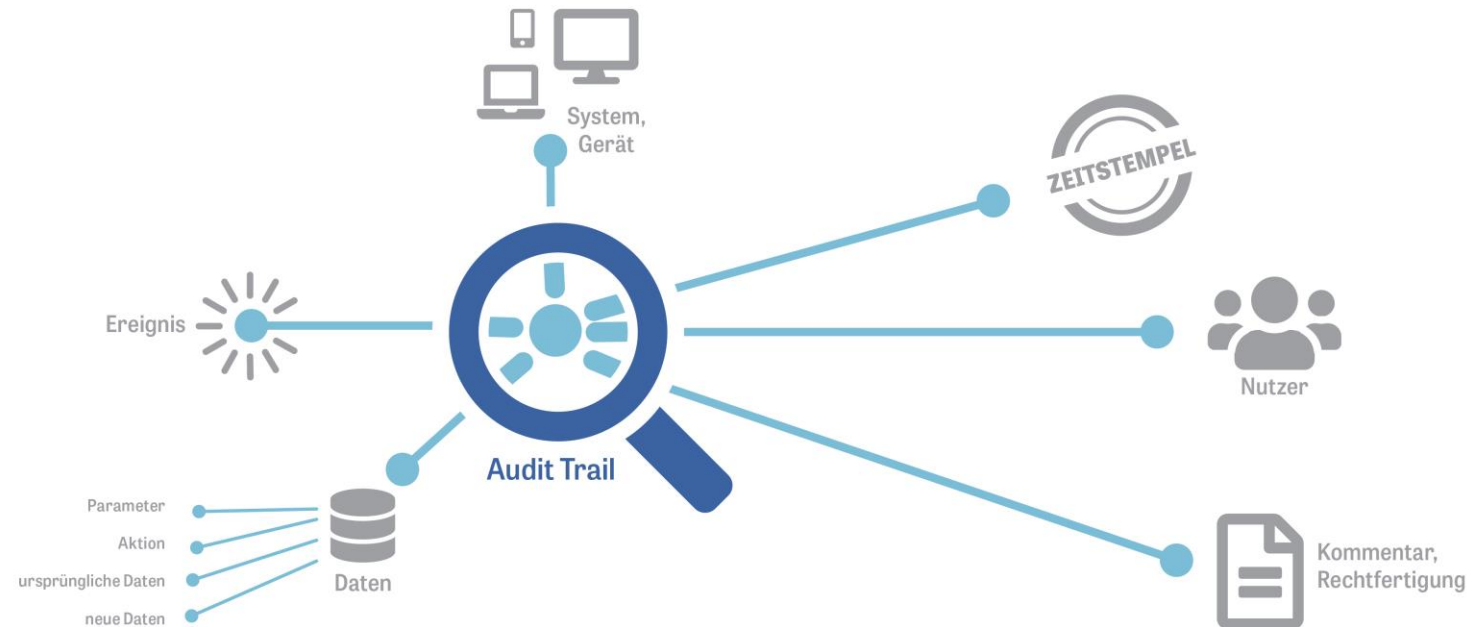 System,
Gerät
ZEITSTEMPEL
Ereignis
Nutzer
Audit Trail
Parameter
Aktion
ursprüngliche Daten
neue Daten
Daten
Kommentar,
Rechtfertigung